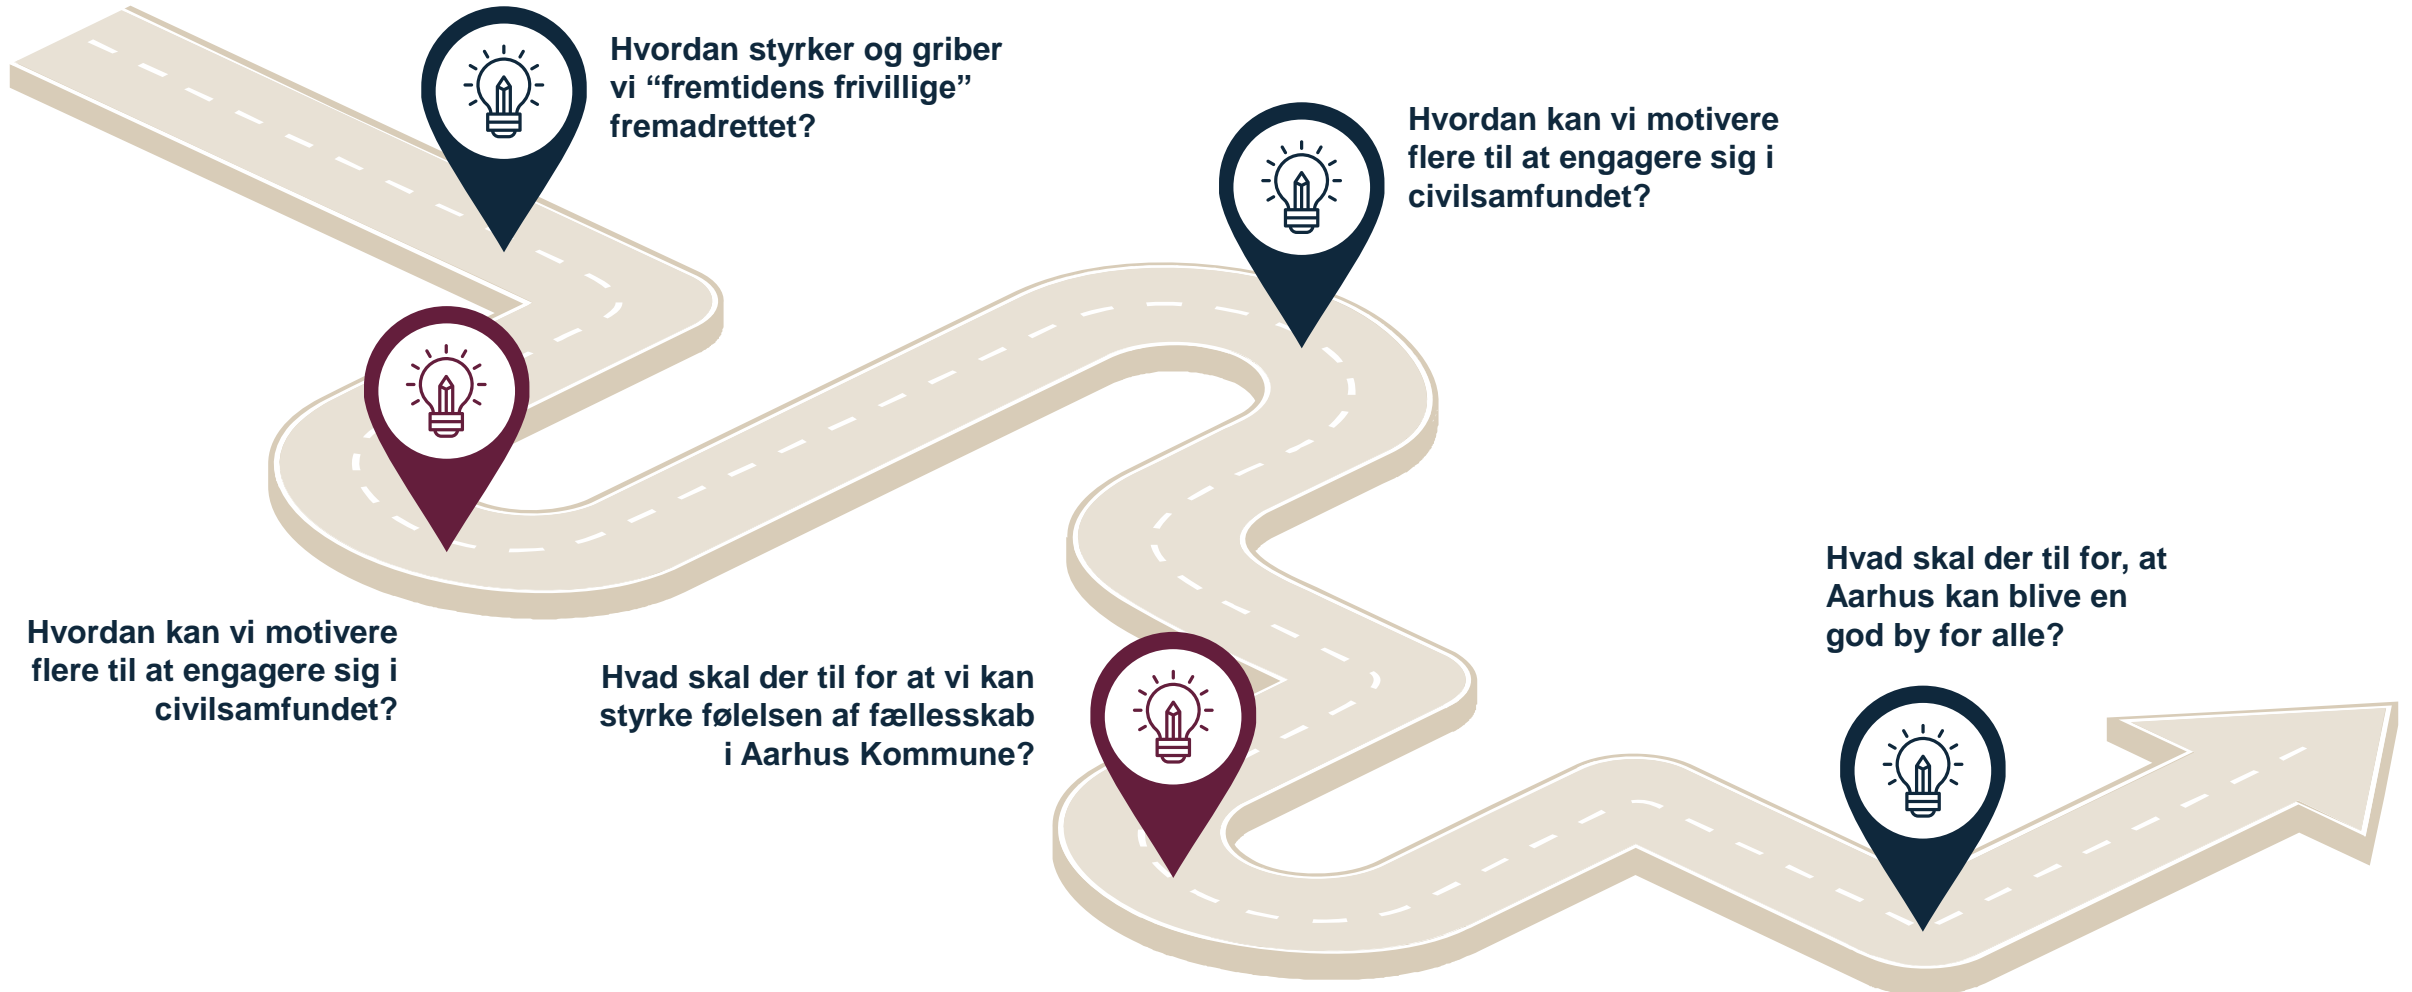 Hvordan styrker og griber
vi “fremtidens frivillige”
fremadrettet?
Hvordan kan vi motivere
flere til at engagere sig i
civilsamfundet?
Hvordan kan vi motivere
flere til at engagere sig i
civilsamfundet?
Hvad skal der til for at vi kan
styrke følelsen af fællesskab
i Aarhus Kommune?
Hvad skal der til for, at
Aarhus kan blive en
god by for alle?